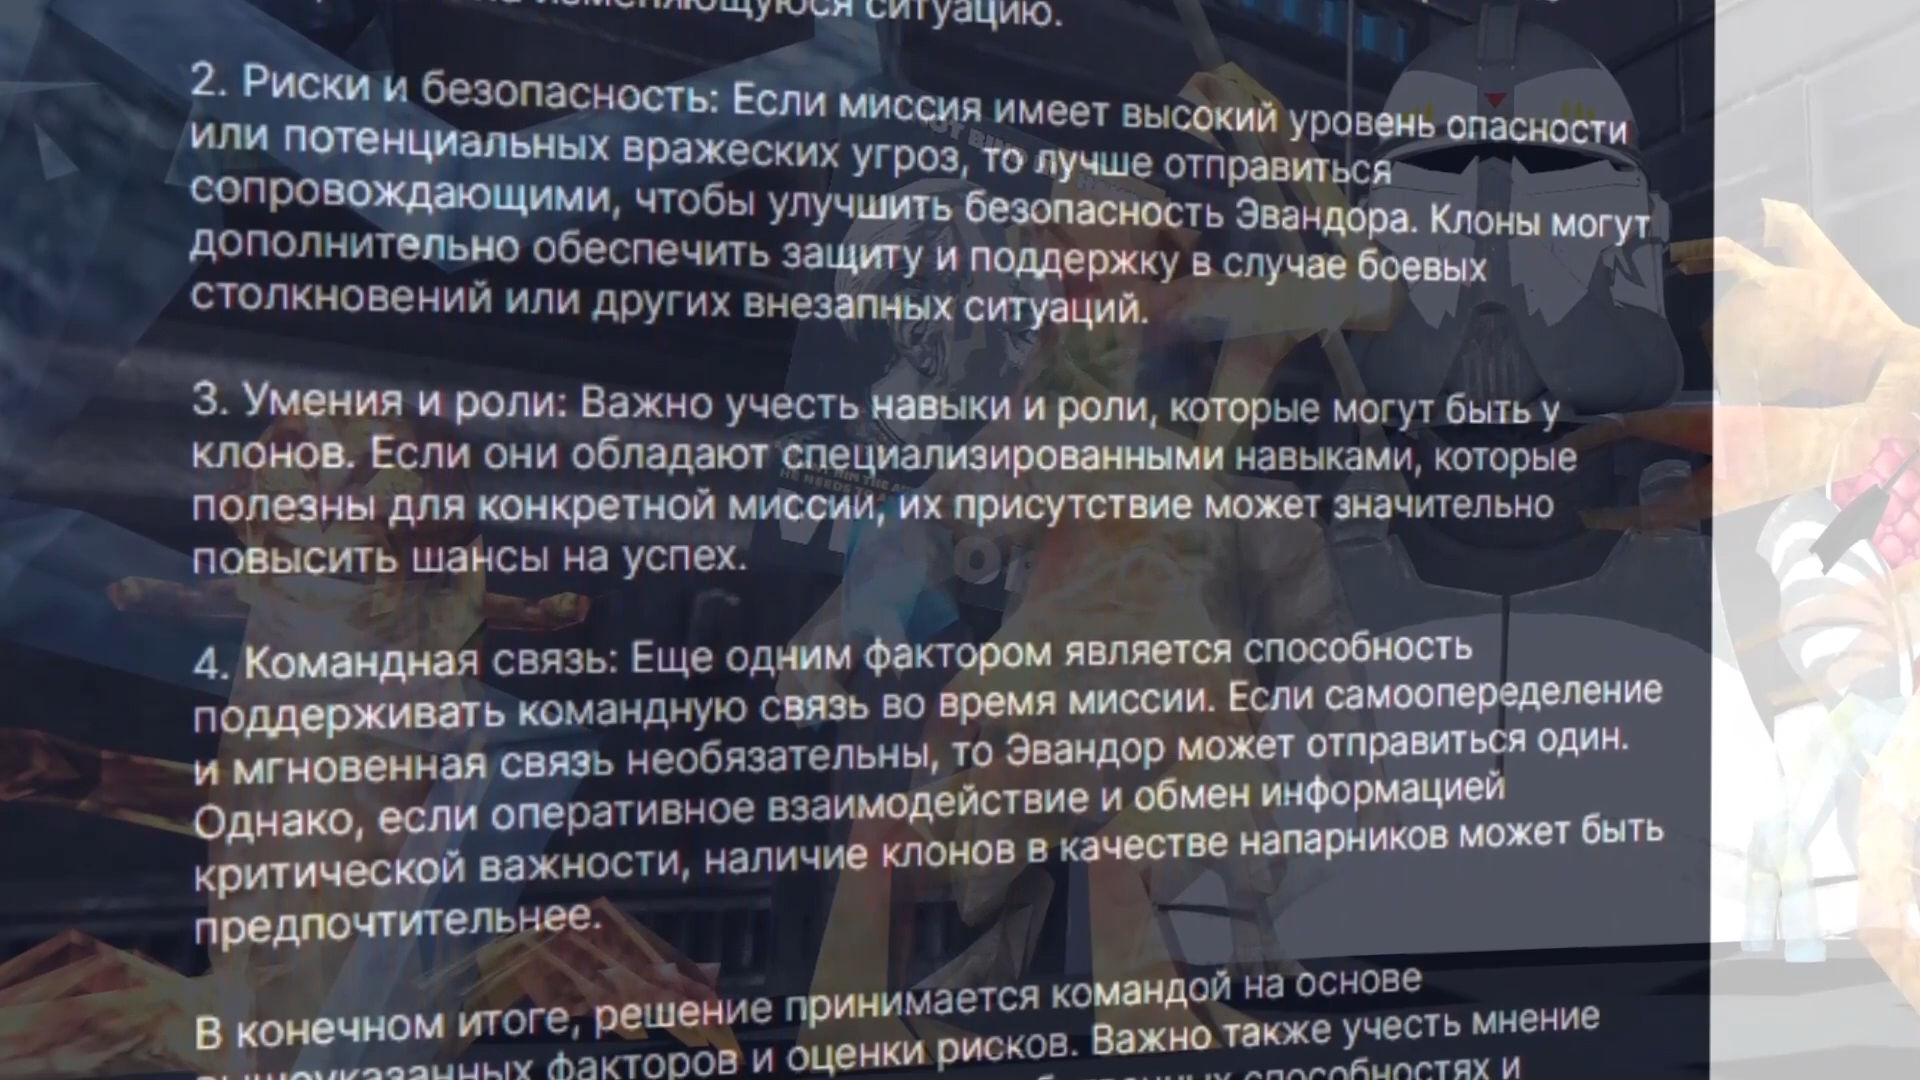 изменяющуюся ситуацию.
2. Риски и безопасность: Если миссия имеет высокий уровень опасности
или потенциальных вражеских угроз, то лучше отправиться
сопровождающими, чтобы улучшить безопасность Эвандора. Клоны могут
дополнительно обеспечить защиту и поддержку в случае боевых
столкновений или других внезапных ситуаций.
3. Умения и роли: Важно учесть навыки и роли, которые могут быть у
клонов. Если они обладают специализированными навыками, которые
полезны для конкретной миссии, их присутствие может значительно
повысить шансы на успех.
4. Командная связь: Еще одним фактором является способность
поддерживать командную связь во время миссии. Если самоопеределение
и мгновенная связь необязательны, то Эвандор может отправиться один.
Однако, если оперативное взаимодействие и обмен информацией
критической важности, наличие клонов в качестве напарников может быть
предпочтительнее.
В конечном итоге, решение принимается командой на основе
вышеуказанных факторов и оценки рисков. Важно также учесть мнение
способностях и